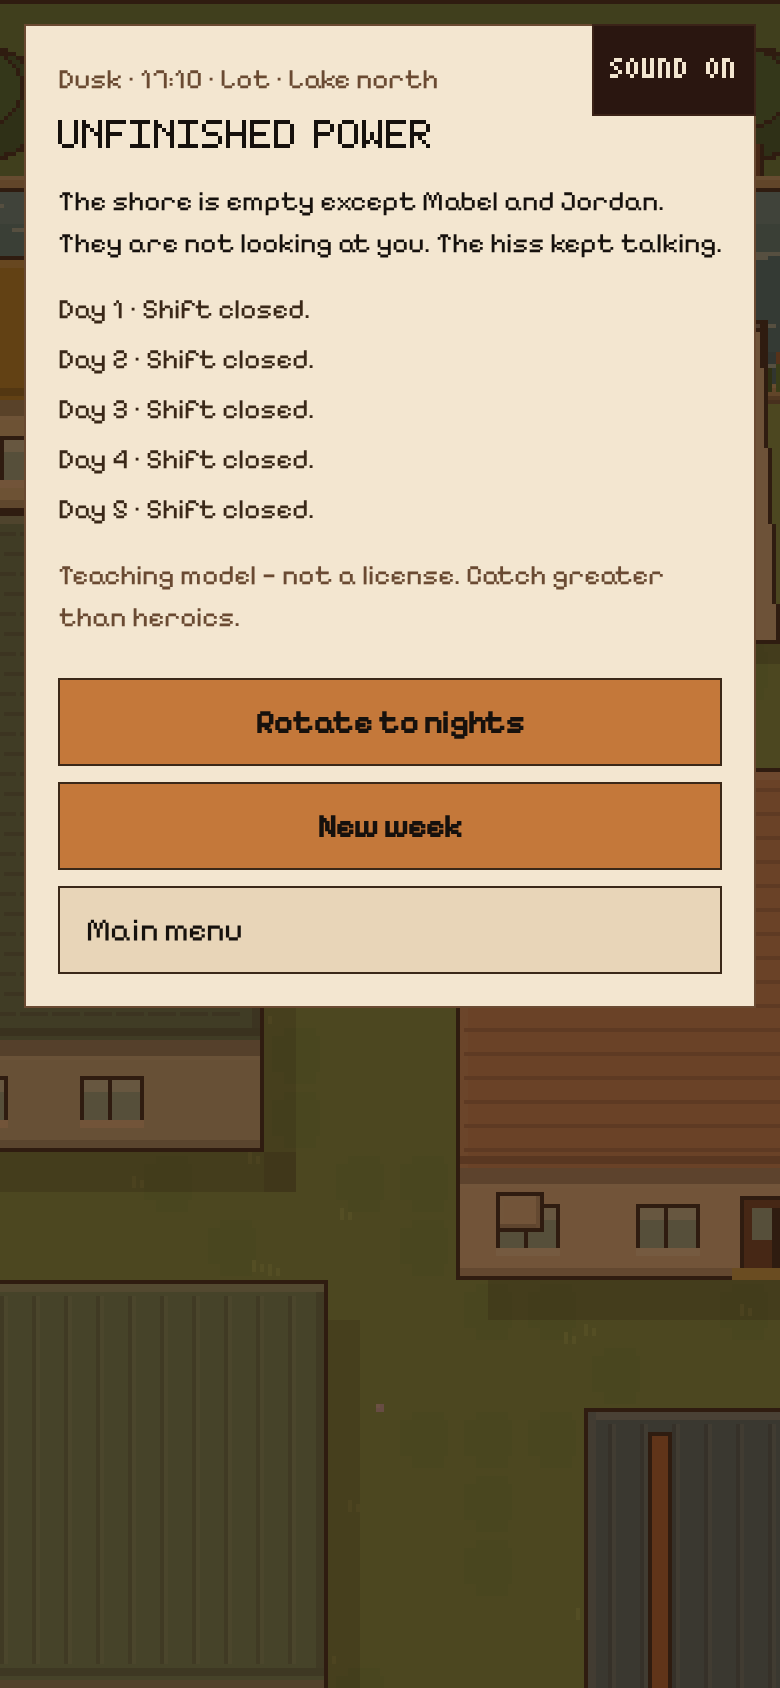 SOUND ON
Dusk · 17:10 · Lot · Lake north
UNFINISHED POWER
The shore is empty except Mabel and Jordan.
They are not looking at you. The hiss kept talking.
Day 1 · Shift closed.
Day 2 · Shift closed.
Day 3 · Shift closed.
Day 4 · Shift closed.
Day 5 · Shift closed.
Teaching model – not a license. Catch greater
than heroics.
Rotate to nights
New week
Main menu